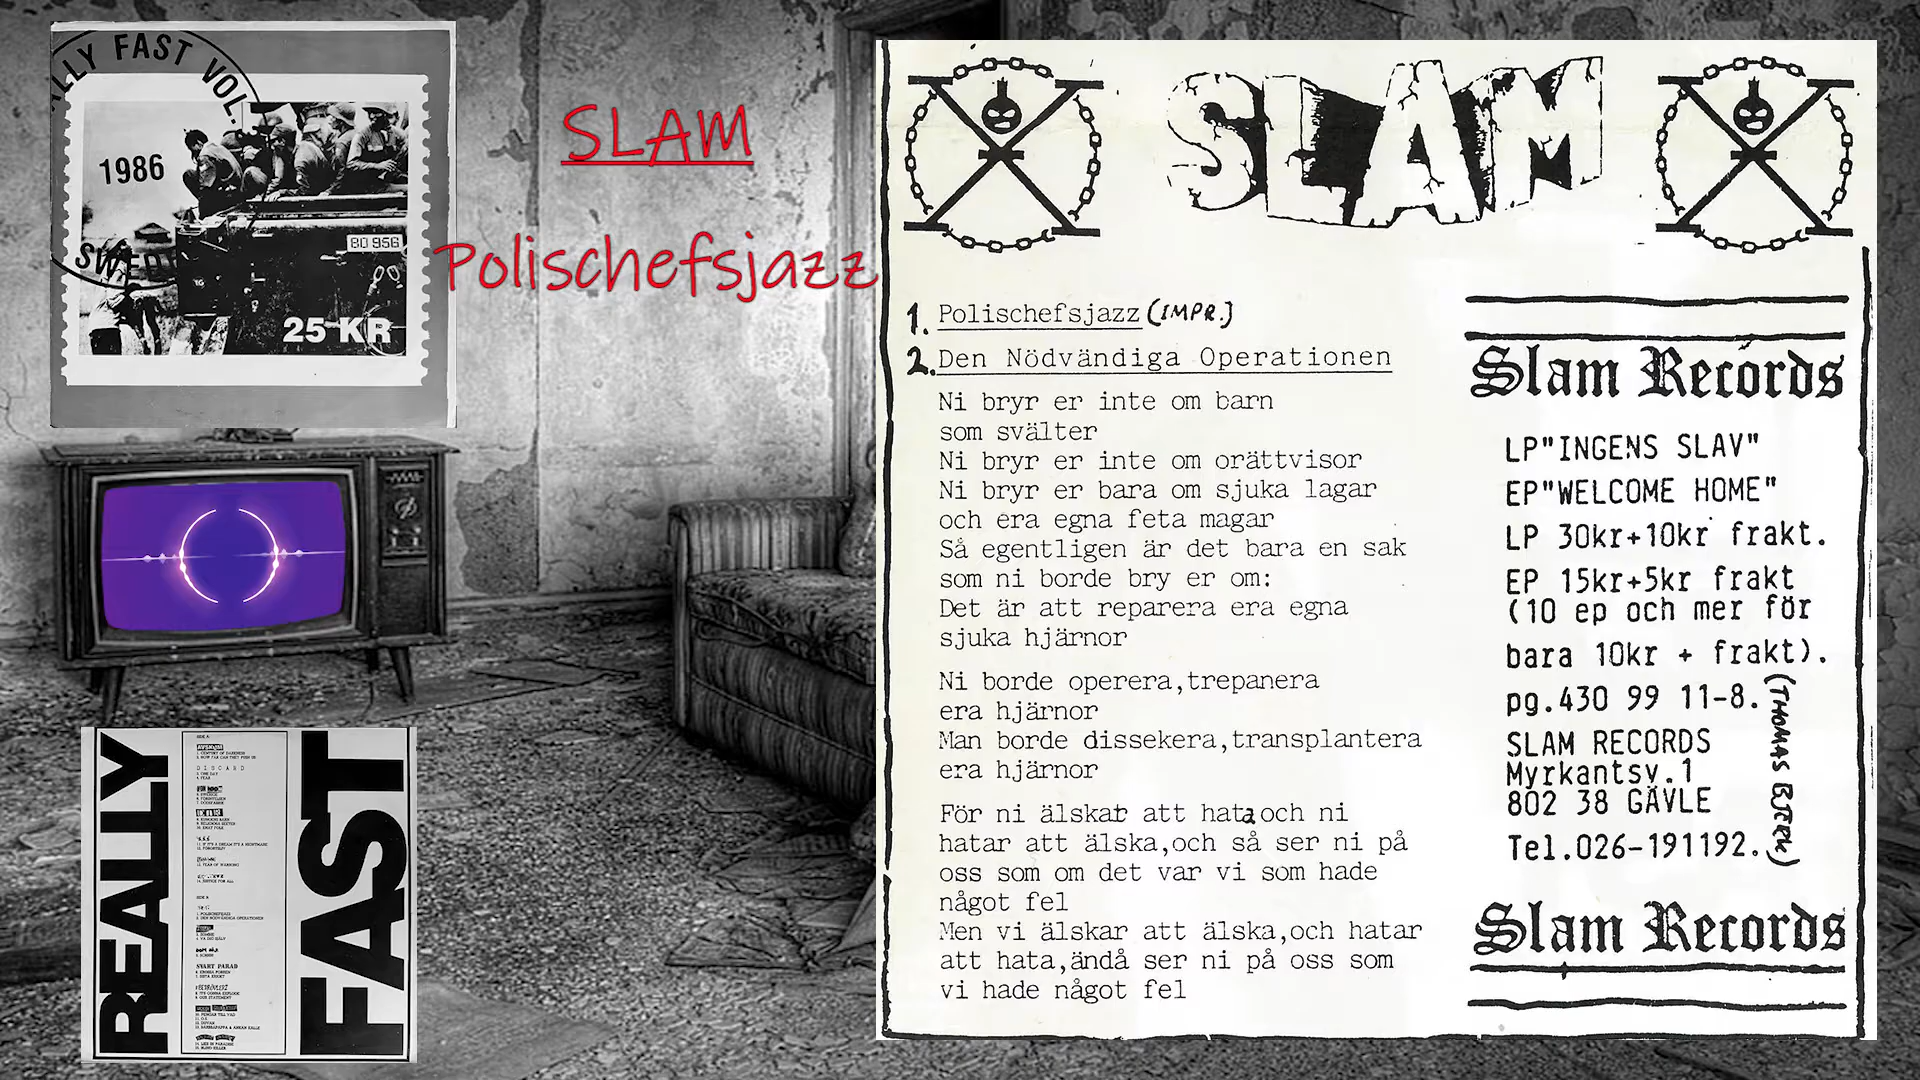 ALLY FAST VOL.
1986
80 956
SWED
25 KR
SLAM
Polischefsjazz
SLAM
1. Polischefsjazz (IMPR.)
2. Den Nödvändiga Operationen
Ni bryr er inte om barn
som svälter
Ni bryr er inte om orättvisor
Ni bryr er bara om sjuka lagar
och era egna feta magar
Så egentligen är det bara en sak
som ni borde bry er om:
Det är att reparera era egna
sjuka hjärnor
Ni borde operera,trepanera
era hjärnor
Man borde dissekera,transplantera
era hjärnor
För ni älskar att hata och ni
hatar att älska,och så ser ni på
oss som om det var vi som hade
något fel
Men vi älskar att älska,och hatar
att hata,ändå ser ni på oss som
vi hade något fel
Slam Records
LP"INGENS SLAV"
EP"WELCOME HOME"
LP 30kr+10kr frakt.
EP 15kr+5kr frakt
(10 ep och mer för
bara 10kr + frakt).
pg.430 99 11-8.
(THOMAS BJERK)
SLAM RECORDS
Myrkantsv.1
802 38 GÄVLE
Tel.026-191192.
Slam Records
REALLY
FAST
SIDE A:
DISCARD
SIDE B:
SVART PARAD